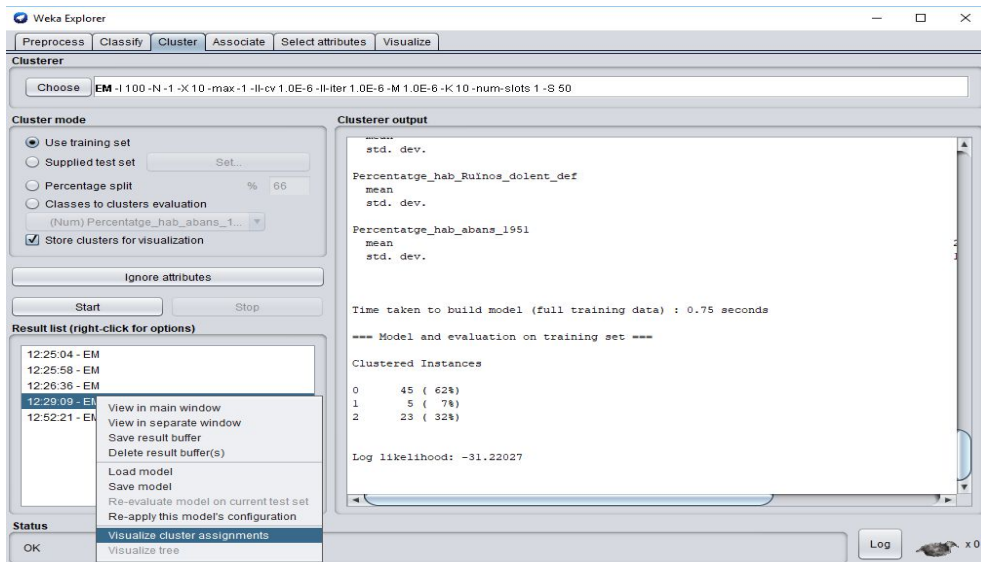 Weka Explorer
Preprocess Classify Cluster Associate Select attributes Visualize
Clusterer
Choose EM -I 100 -N -1 -X 10 -max -1 -ll-cv 1.0E-6 -ll-iter 1.0E-6 -M 1.0E-6 -K 10 -num-slots 1 -S 50
Cluster mode
Use training set
Supplied test set Set...
Percentage split % 66
Classes to clusters evaluation
(Num) Percentatge_hab_abans_1...
Store clusters for visualization
Ignore attributes
Start Stop
Result list (right-click for options)
12:25:04 - EM
12:25:58 - EM
12:26:36 - EM
12:29:09 - EM
12:52:21 - EM
View in main window
View in separate window
Save result buffer
Delete result buffer(s)
Load model
Save model
Re-evaluate model on current test set
Re-apply this model's configuration
Visualize cluster assignments
Visualize tree
Clusterer output
std. dev.
Percentatge_hab_Ruïnos_dolent_def
mean
std. dev.
Percentatge_hab_abans_1951
mean 2
std. dev. 1
Time taken to build model (full training data) : 0.75 seconds
=== Model and evaluation on training set ===
Clustered Instances
0 45 ( 62%)
1 5 ( 7%)
2 23 ( 32%)
Log likelihood: -31.22027
Status
OK
Log x 0